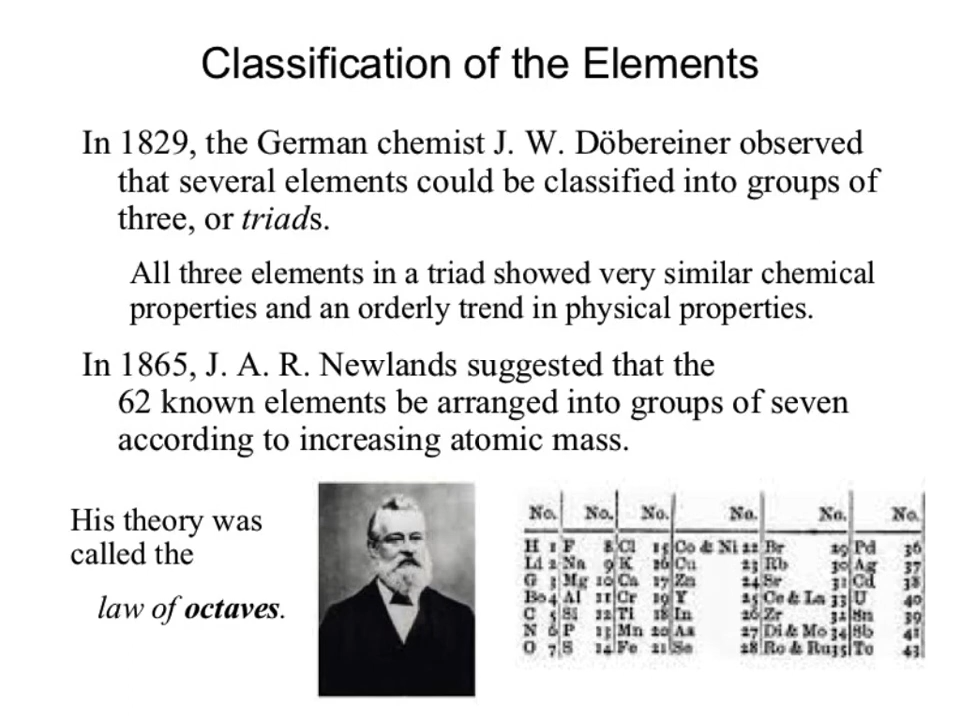 Classification of the Elements
In 1829, the German chemist J. W. Döbereiner observed
that several elements could be classified into groups of
three, or triads.
All three elements in a triad showed very similar chemical
properties and an orderly trend in physical properties.
In 1865, J. A. R. Newlands suggested that the
62 known elements be arranged into groups of seven
according to increasing atomic mass.
His theory was
called the
law of octaves.
No. No. No. No. No. No.
H 1 F 8 Cl 15 Co & Ni 22 Br 29 Pd 36
Li 2 Na 9 K 16 Cu 23 Rb 30 Ag 37
G 3 Mg 10 Ca 17 Zn 24 Sr 31 Cd 38
Bo 4 Al 11 Cr 19 Y 25 Ce & La 33 U 40
C 5 Si 12 Ti 18 In 26 Zr 32 Sn 39
N 6 P 13 Mn 20 As 27 Di & Mo 34 Sb 41
O 7 S 14 Fe 21 Se 28 Ro & Ru 35 Te 43